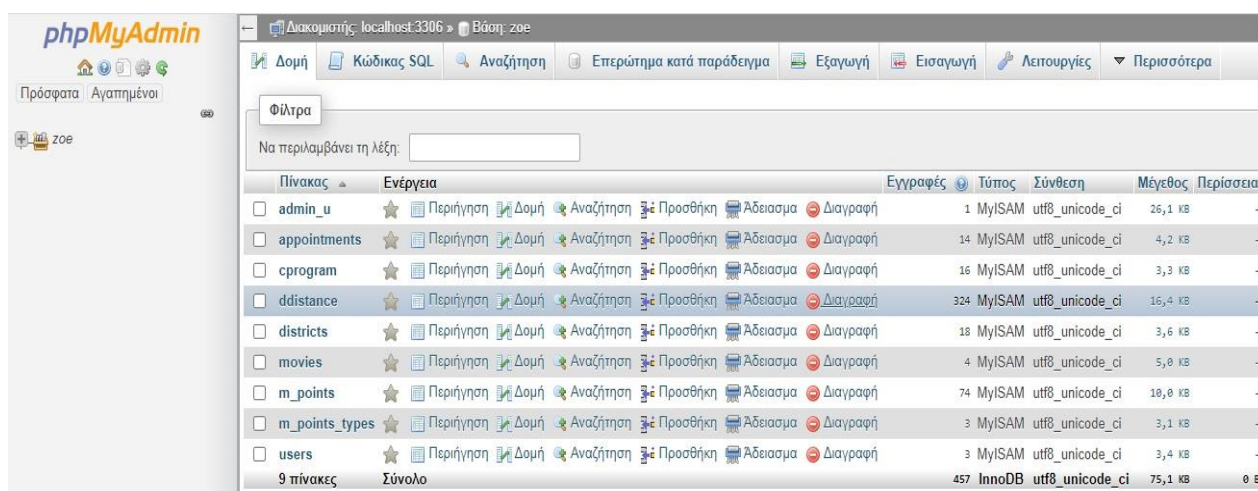 phpMyAdmin
Πρόσφατα Αγαπημένοι
zoe
← Διακομιστής: localhost:3306 » Βάση: zoe
Δομή Κώδικας SQL Αναζήτηση Επερώτημα κατά παράδειγμα Εξαγωγή Εισαγωγή Λειτουργίες Περισσότερα
Φίλτρα
Να περιλαμβάνει τη λέξη:
Πίνακας Ενέργεια Εγγραφές Τύπος Σύνθεση Μέγεθος Περίσσεια
admin_u Περιήγηση Δομή Αναζήτηση Προσθήκη Άδειασμα Διαγραφή 1 MyISAM utf8_unicode_ci 26,1 KB -
appointments Περιήγηση Δομή Αναζήτηση Προσθήκη Άδειασμα Διαγραφή 14 MyISAM utf8_unicode_ci 4,2 KB -
cprogram Περιήγηση Δομή Αναζήτηση Προσθήκη Άδειασμα Διαγραφή 16 MyISAM utf8_unicode_ci 3,3 KB -
ddistance Περιήγηση Δομή Αναζήτηση Προσθήκη Άδειασμα Διαγραφή 324 MyISAM utf8_unicode_ci 16,4 KB -
districts Περιήγηση Δομή Αναζήτηση Προσθήκη Άδειασμα Διαγραφή 18 MyISAM utf8_unicode_ci 3,6 KB -
movies Περιήγηση Δομή Αναζήτηση Προσθήκη Άδειασμα Διαγραφή 4 MyISAM utf8_unicode_ci 5,0 KB -
m_points Περιήγηση Δομή Αναζήτηση Προσθήκη Άδειασμα Διαγραφή 74 MyISAM utf8_unicode_ci 10,0 KB -
m_points_types Περιήγηση Δομή Αναζήτηση Προσθήκη Άδειασμα Διαγραφή 3 MyISAM utf8_unicode_ci 3,1 KB -
users Περιήγηση Δομή Αναζήτηση Προσθήκη Άδειασμα Διαγραφή 3 MyISAM utf8_unicode_ci 3,4 KB -
9 πίνακες Σύνολο 457 InnoDB utf8_unicode_ci 75,1 KB 0